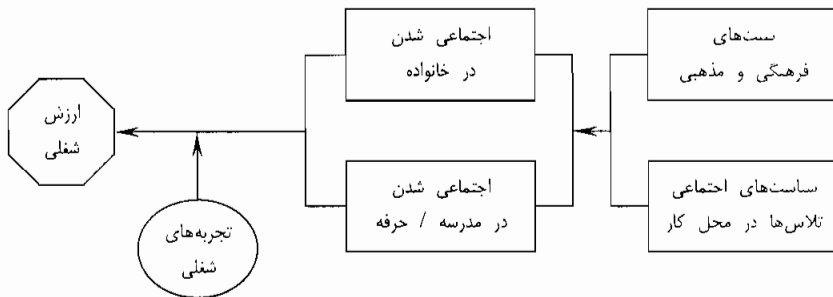 سنت‌های
فرهنگی و مذهبی
سیاست‌های اجتماعی
تلاش‌ها در محل کار
اجتماعی شدن
در خانواده
اجتماعی شدن
در مدرسه / حرفه
تجربه‌های
شغلی
ارزش
شغلی